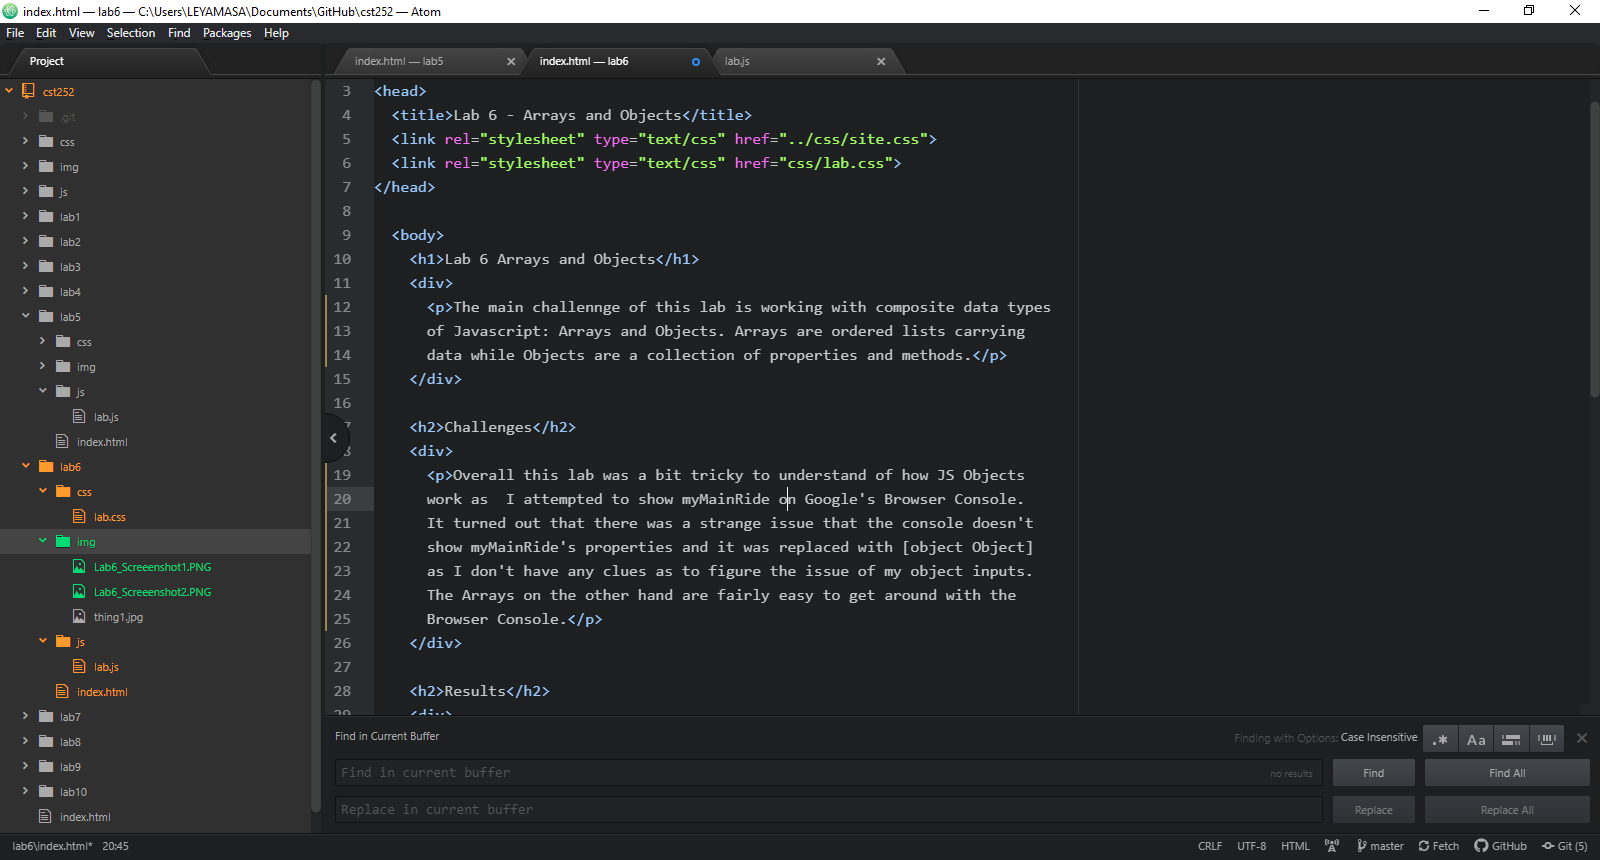 index.html — lab6 — C:\Users\LEYAMASA\Documents\GitHub\cst252 — Atom
File Edit View Selection Find Packages Help
Project
index.html — lab5
index.html — lab6
lab.js
cst252
.git
css
img
js
lab1
lab2
lab3
lab4
lab5
css
img
js
lab.js
index.html
lab6
css
lab.css
img
Lab6_Screeenshot1.PNG
Lab6_Screeenshot2.PNG
thing1.jpg
js
lab.js
index.html
lab7
lab8
lab9
lab10
index.html
3 <head>
4 <title>Lab 6 - Arrays and Objects</title>
5 <link rel="stylesheet" type="text/css" href="../css/site.css">
6 <link rel="stylesheet" type="text/css" href="css/lab.css">
7 </head>
8
9 <body>
10 <h1>Lab 6 Arrays and Objects</h1>
11 <div>
12 <p>The main challennge of this lab is working with composite data types
13 of Javascript: Arrays and Objects. Arrays are ordered lists carrying
14 data while Objects are a collection of properties and methods.</p>
15 </div>
16
7 <h2>Challenges</h2>
8 <div>
19 <p>Overall this lab was a bit tricky to understand of how JS Objects
20 work as  I attempted to show myMainRide on Google's Browser Console.
21 It turned out that there was a strange issue that the console doesn't
22 show myMainRide's properties and it was replaced with [object Object]
23 as I don't have any clues as to figure the issue of my object inputs.
24 The Arrays on the other hand are fairly easy to get around with the
25 Browser Console.</p>
26 </div>
27
28 <h2>Results</h2>
29 <div>
Find in Current Buffer
Finding with Options: Case Insensitive
.* Aa
Find in current buffer
no results
Find
Find All
Replace in current buffer
Replace
Replace All
lab6\index.html* 20:45
CRLF UTF-8 HTML master Fetch GitHub Git (5)